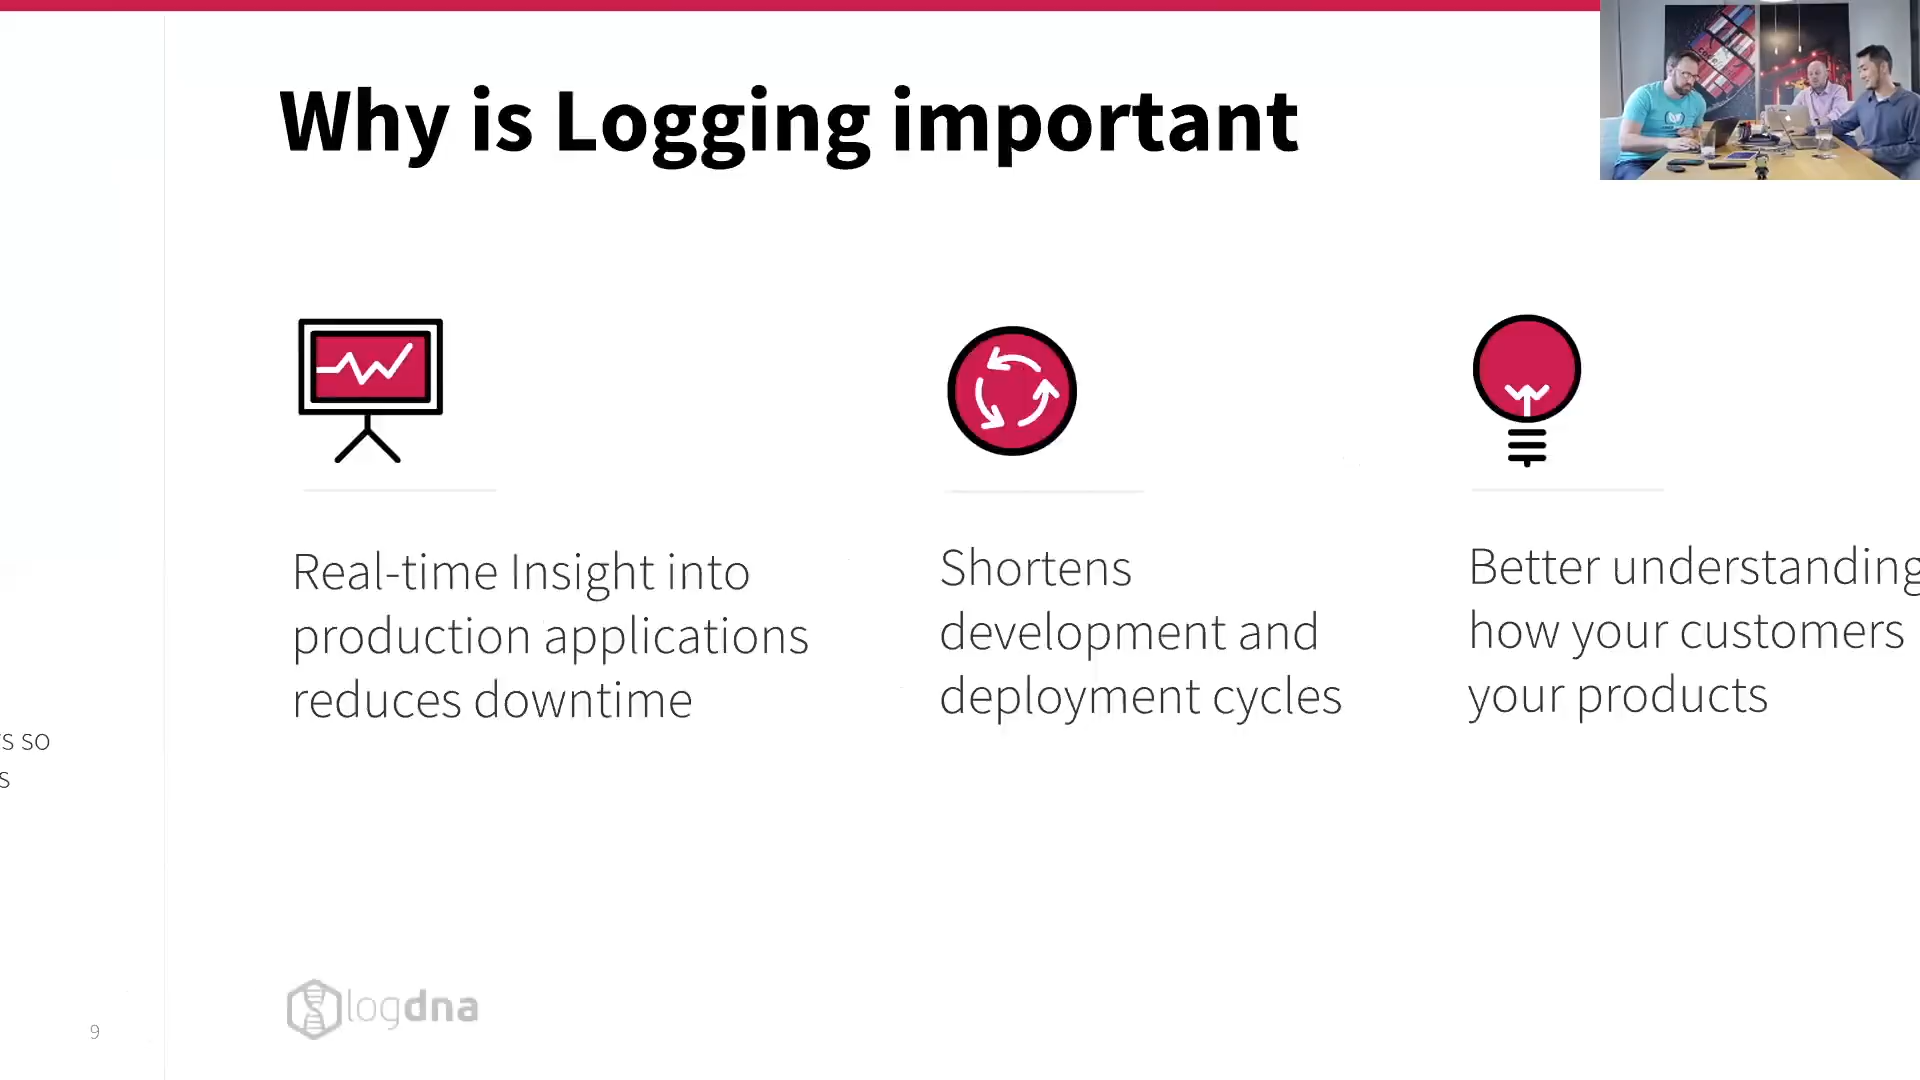 Why is Logging important
Real-time Insight into
production applications
reduces downtime
Shortens
development and
deployment cycles
Better understanding
how your customers
your products
so
9
logdna